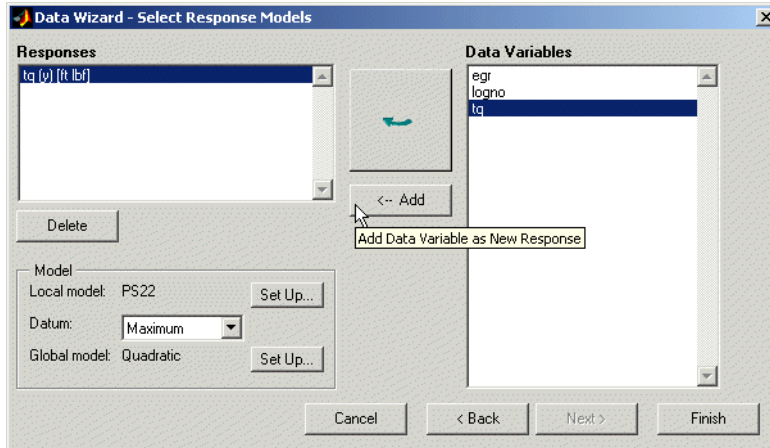 Data Wizard - Select Response Models
Responses
tq (y) [ft lbf]
Data Variables
egr
logno
tq
<-- Add
Add Data Variable as New Response
Delete
Model
Local model: PS22 Set Up...
Datum: Maximum
Global model: Quadratic Set Up...
Cancel < Back Next > Finish